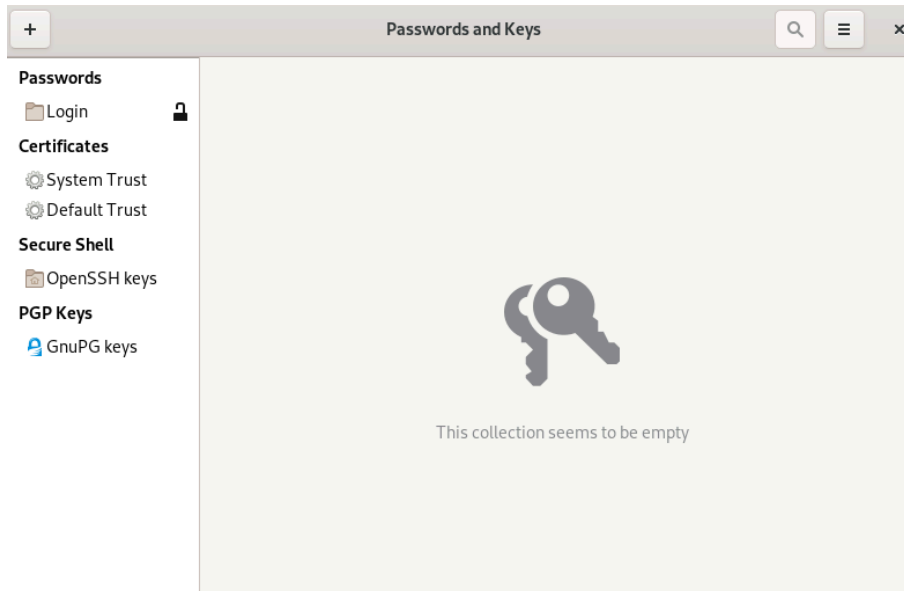 Passwords and Keys
Passwords
Login
Certificates
System Trust
Default Trust
Secure Shell
OpenSSH keys
PGP Keys
GnuPG keys
This collection seems to be empty